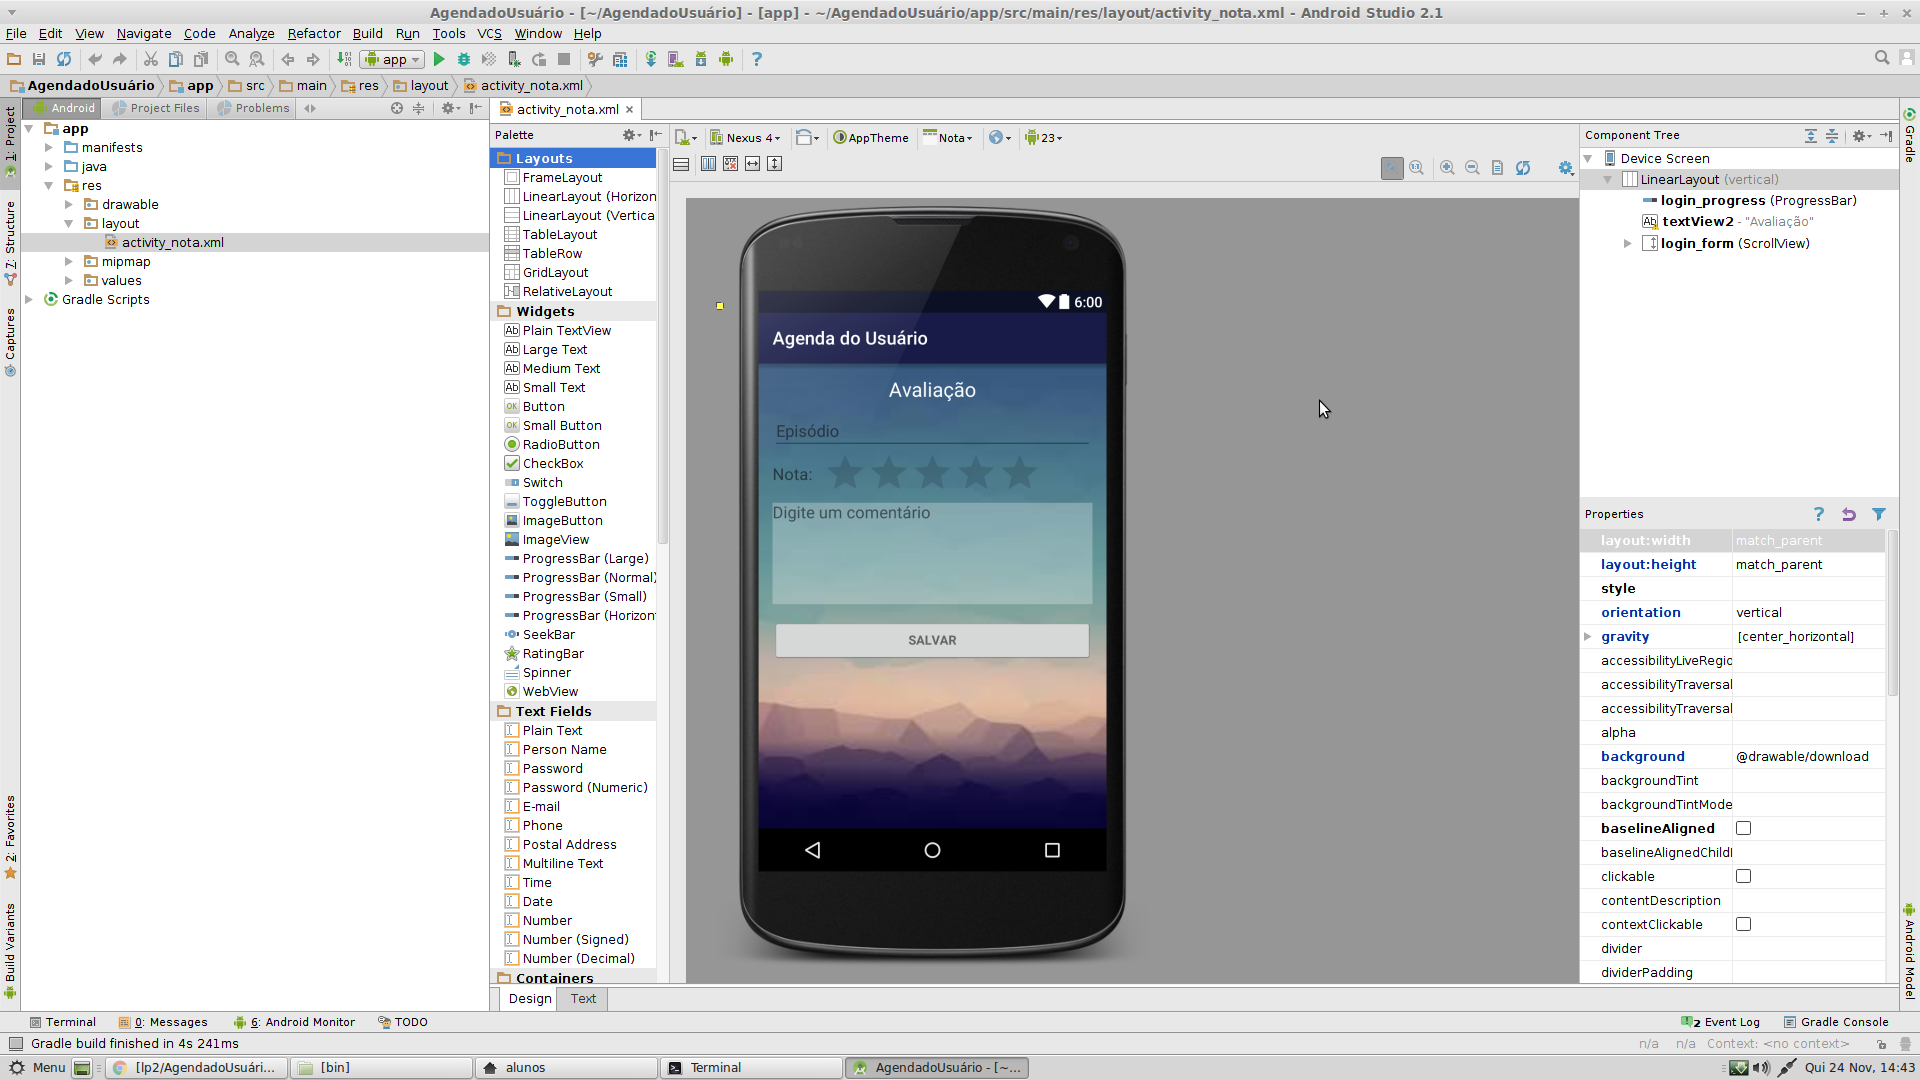 AgendadoUsuário - [~/AgendadoUsuário] - [app] - ~/AgendadoUsuário/app/src/main/res/layout/activity_nota.xml - Android Studio 2.1
File Edit View Navigate Code Analyze Refactor Build Run Tools VCS Window Help
app
AgendadoUsuário app src main res layout activity_nota.xml
1: Project
Z: Structure
Captures
2: Favorites
Build Variants
Android Project Files Problems
app
manifests
java
res
drawable
layout
activity_nota.xml
mipmap
values
Gradle Scripts
activity_nota.xml
Palette
Layouts
FrameLayout
LinearLayout (Horizon
LinearLayout (Vertica
TableLayout
TableRow
GridLayout
RelativeLayout
Widgets
Plain TextView
Large Text
Medium Text
Small Text
Button
Small Button
RadioButton
CheckBox
Switch
ToggleButton
ImageButton
ImageView
ProgressBar (Large)
ProgressBar (Normal)
ProgressBar (Small)
ProgressBar (Horizon
SeekBar
RatingBar
Spinner
WebView
Text Fields
Plain Text
Person Name
Password
Password (Numeric)
E-mail
Phone
Postal Address
Multiline Text
Time
Date
Number
Number (Signed)
Number (Decimal)
Containers
Nexus 4 AppTheme Nota 23
6:00
Agenda do Usuário
Avaliação
Episódio
Nota:
Digite um comentário
SALVAR
Design Text
Component Tree
Device Screen
LinearLayout (vertical)
login_progress (ProgressBar)
textView2 - "Avaliação"
login_form (ScrollView)
Properties
layout:width match_parent
layout:height match_parent
style
orientation vertical
gravity [center_horizontal]
accessibilityLiveRegio
accessibilityTraversal
accessibilityTraversal
alpha
background @drawable/download
backgroundTint
backgroundTintMode
baselineAligned
baselineAlignedChild
clickable
contentDescription
contextClickable
divider
dividerPadding
Gradle
Android Model
Terminal 0: Messages 6: Android Monitor TODO 2 Event Log Gradle Console
Gradle build finished in 4s 241ms n/a n/a Context: <no context>
Menu [lp2/AgendadoUsuári... [bin] alunos Terminal AgendadoUsuário - [~... Qui 24 Nov, 14:43